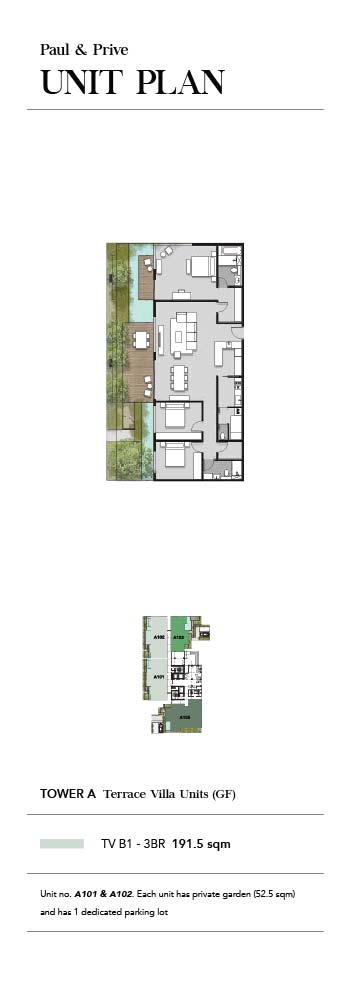 Paul & Prive
UNIT PLAN
A102
A103
A101
TOWER A Terrace Villa Units (GF)
TV B1 - 3BR 191.5 sqm
Unit no. A101 & A102. Each unit has private garden (52.5 sqm)
and has 1 dedicated parking lot